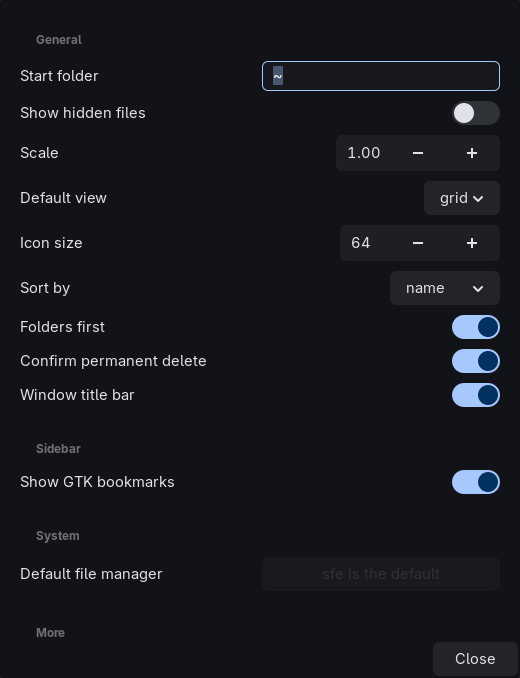 General
Start folder ~
Show hidden files
Scale 1.00 − +
Default view grid
Icon size 64 − +
Sort by name
Folders first
Confirm permanent delete
Window title bar
Sidebar
Show GTK bookmarks
System
Default file manager sfe is the default
More
Close